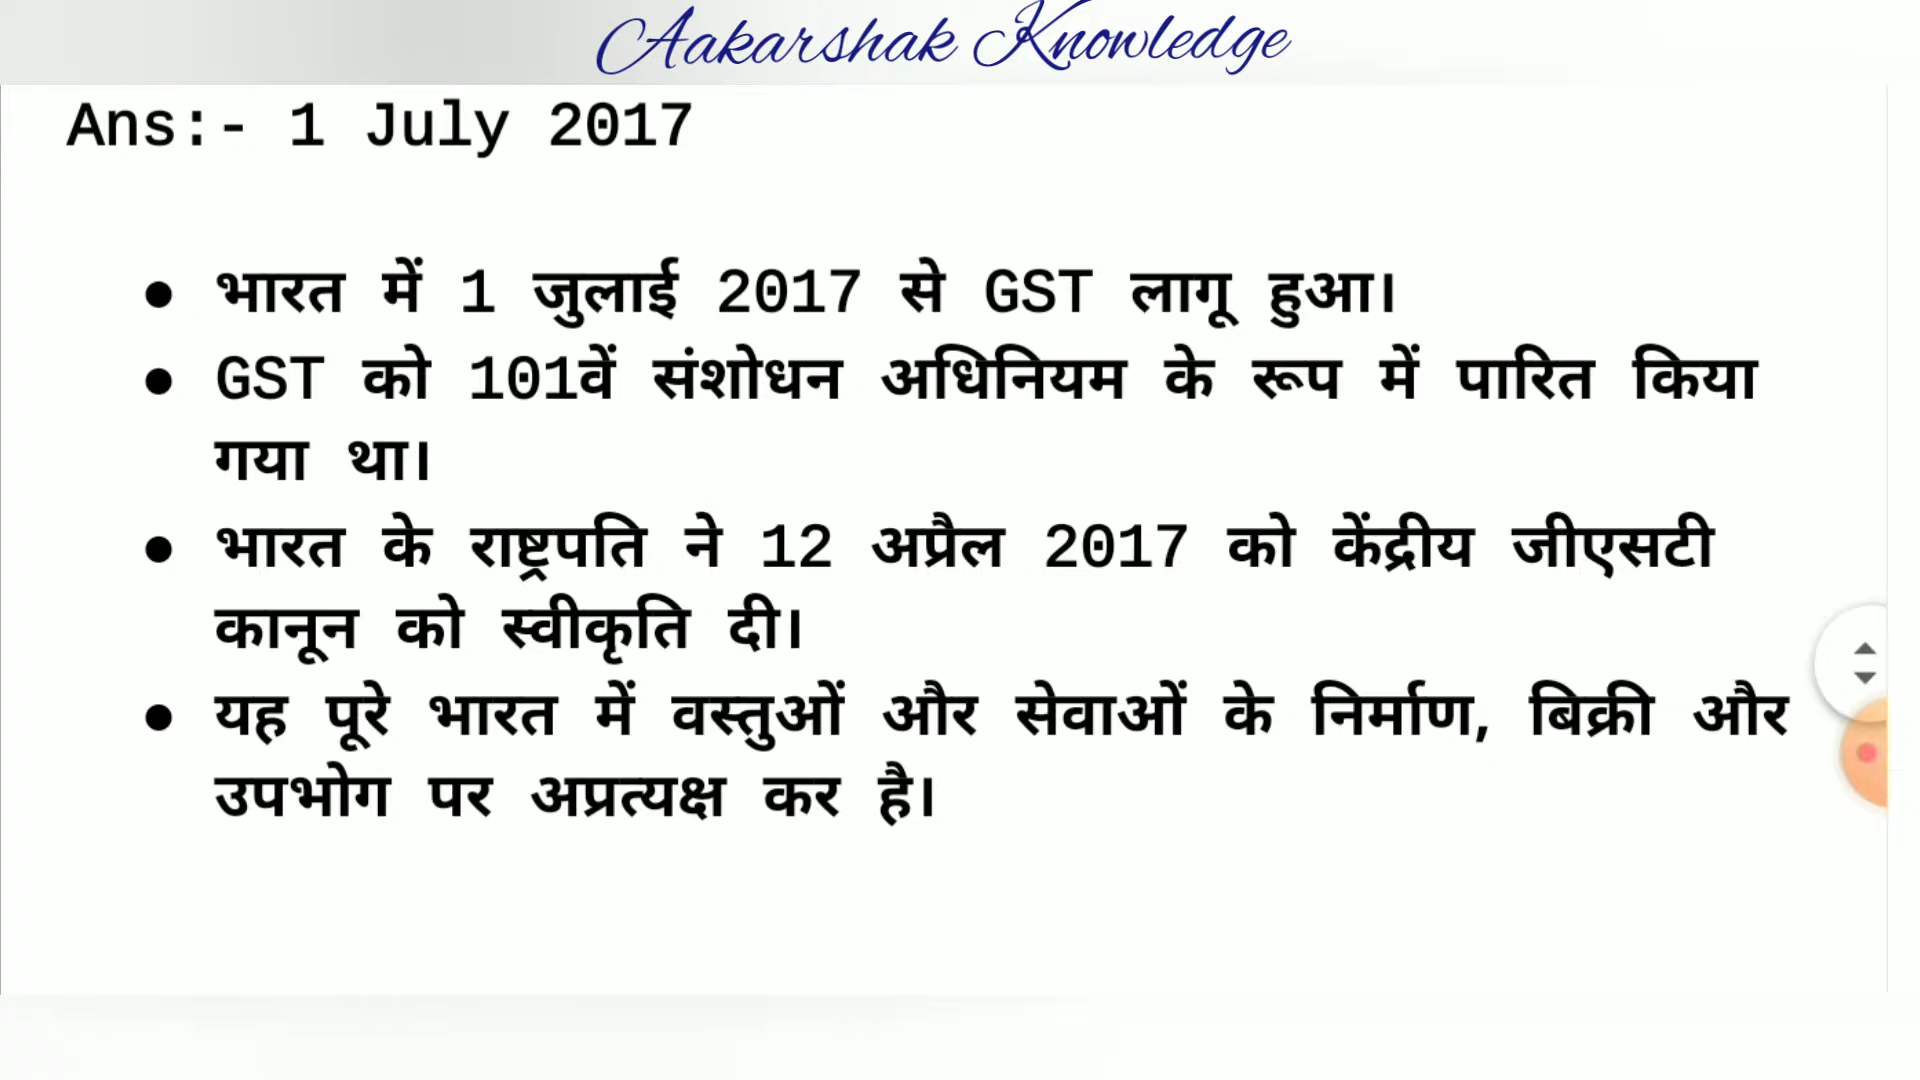 Aakarshak Knowledge
Ans:- 1 July 2017
● भारत में 1 जुलाई 2017 से GST लागू हुआ।
● GST को 101वें संशोधन अधिनियम के रूप में पारित किया
गया था।
● भारत के राष्ट्रपति ने 12 अप्रैल 2017 को केंद्रीय जीएसटी
कानून को स्वीकृति दी।
● यह पूरे भारत में वस्तुओं और सेवाओं के निर्माण, बिक्री और
उपभोग पर अप्रत्यक्ष कर है।